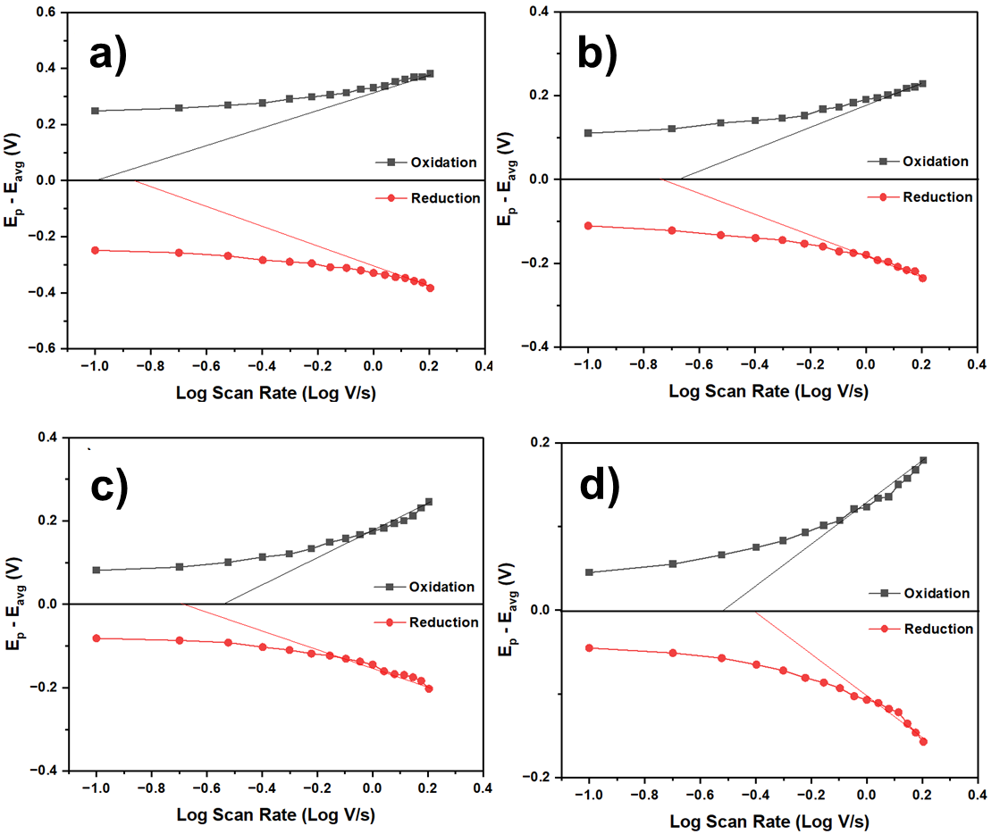 a)
0.6
0.4
0.2
0.0
−0.2
−0.4
−0.6
Ep - Eavg (V)
Oxidation
Reduction
−1.0 −0.8 −0.6 −0.4 −0.2 0.0 0.2 0.4
Log Scan Rate (Log V/s)
b)
0.4
0.2
0.0
−0.2
−0.4
Ep - Eavg (V)
Oxidation
Reduction
−1.0 −0.8 −0.6 −0.4 −0.2 0.0 0.2 0.4
Log Scan Rate (Log V/s)
c)
0.4
0.2
0.0
−0.2
−0.4
Ep - Eavg (V)
Oxidation
Reduction
−1.0 −0.8 −0.6 −0.4 −0.2 0.0 0.2 0.4
Log Scan Rate (Log V/s)
d)
0.2
0.0
−0.2
Ep - Eavg (V)
Oxidation
Reduction
−1.0 −0.8 −0.6 −0.4 −0.2 0.0 0.2 0.4
Log Scan Rate (Log V/s)